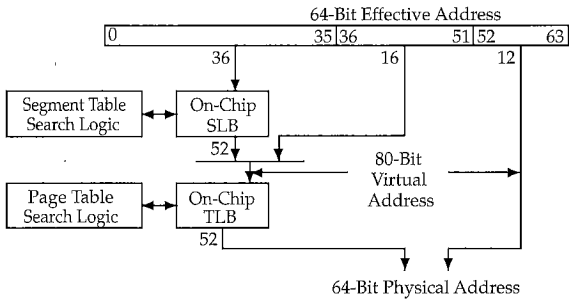 64-Bit Effective Address
0 35 36 51 52 63
36 16 12
Segment Table
Search Logic
On-Chip
SLB
52
80-Bit
Virtual
Address
Page Table
Search Logic
On-Chip
TLB
52
64-Bit Physical Address